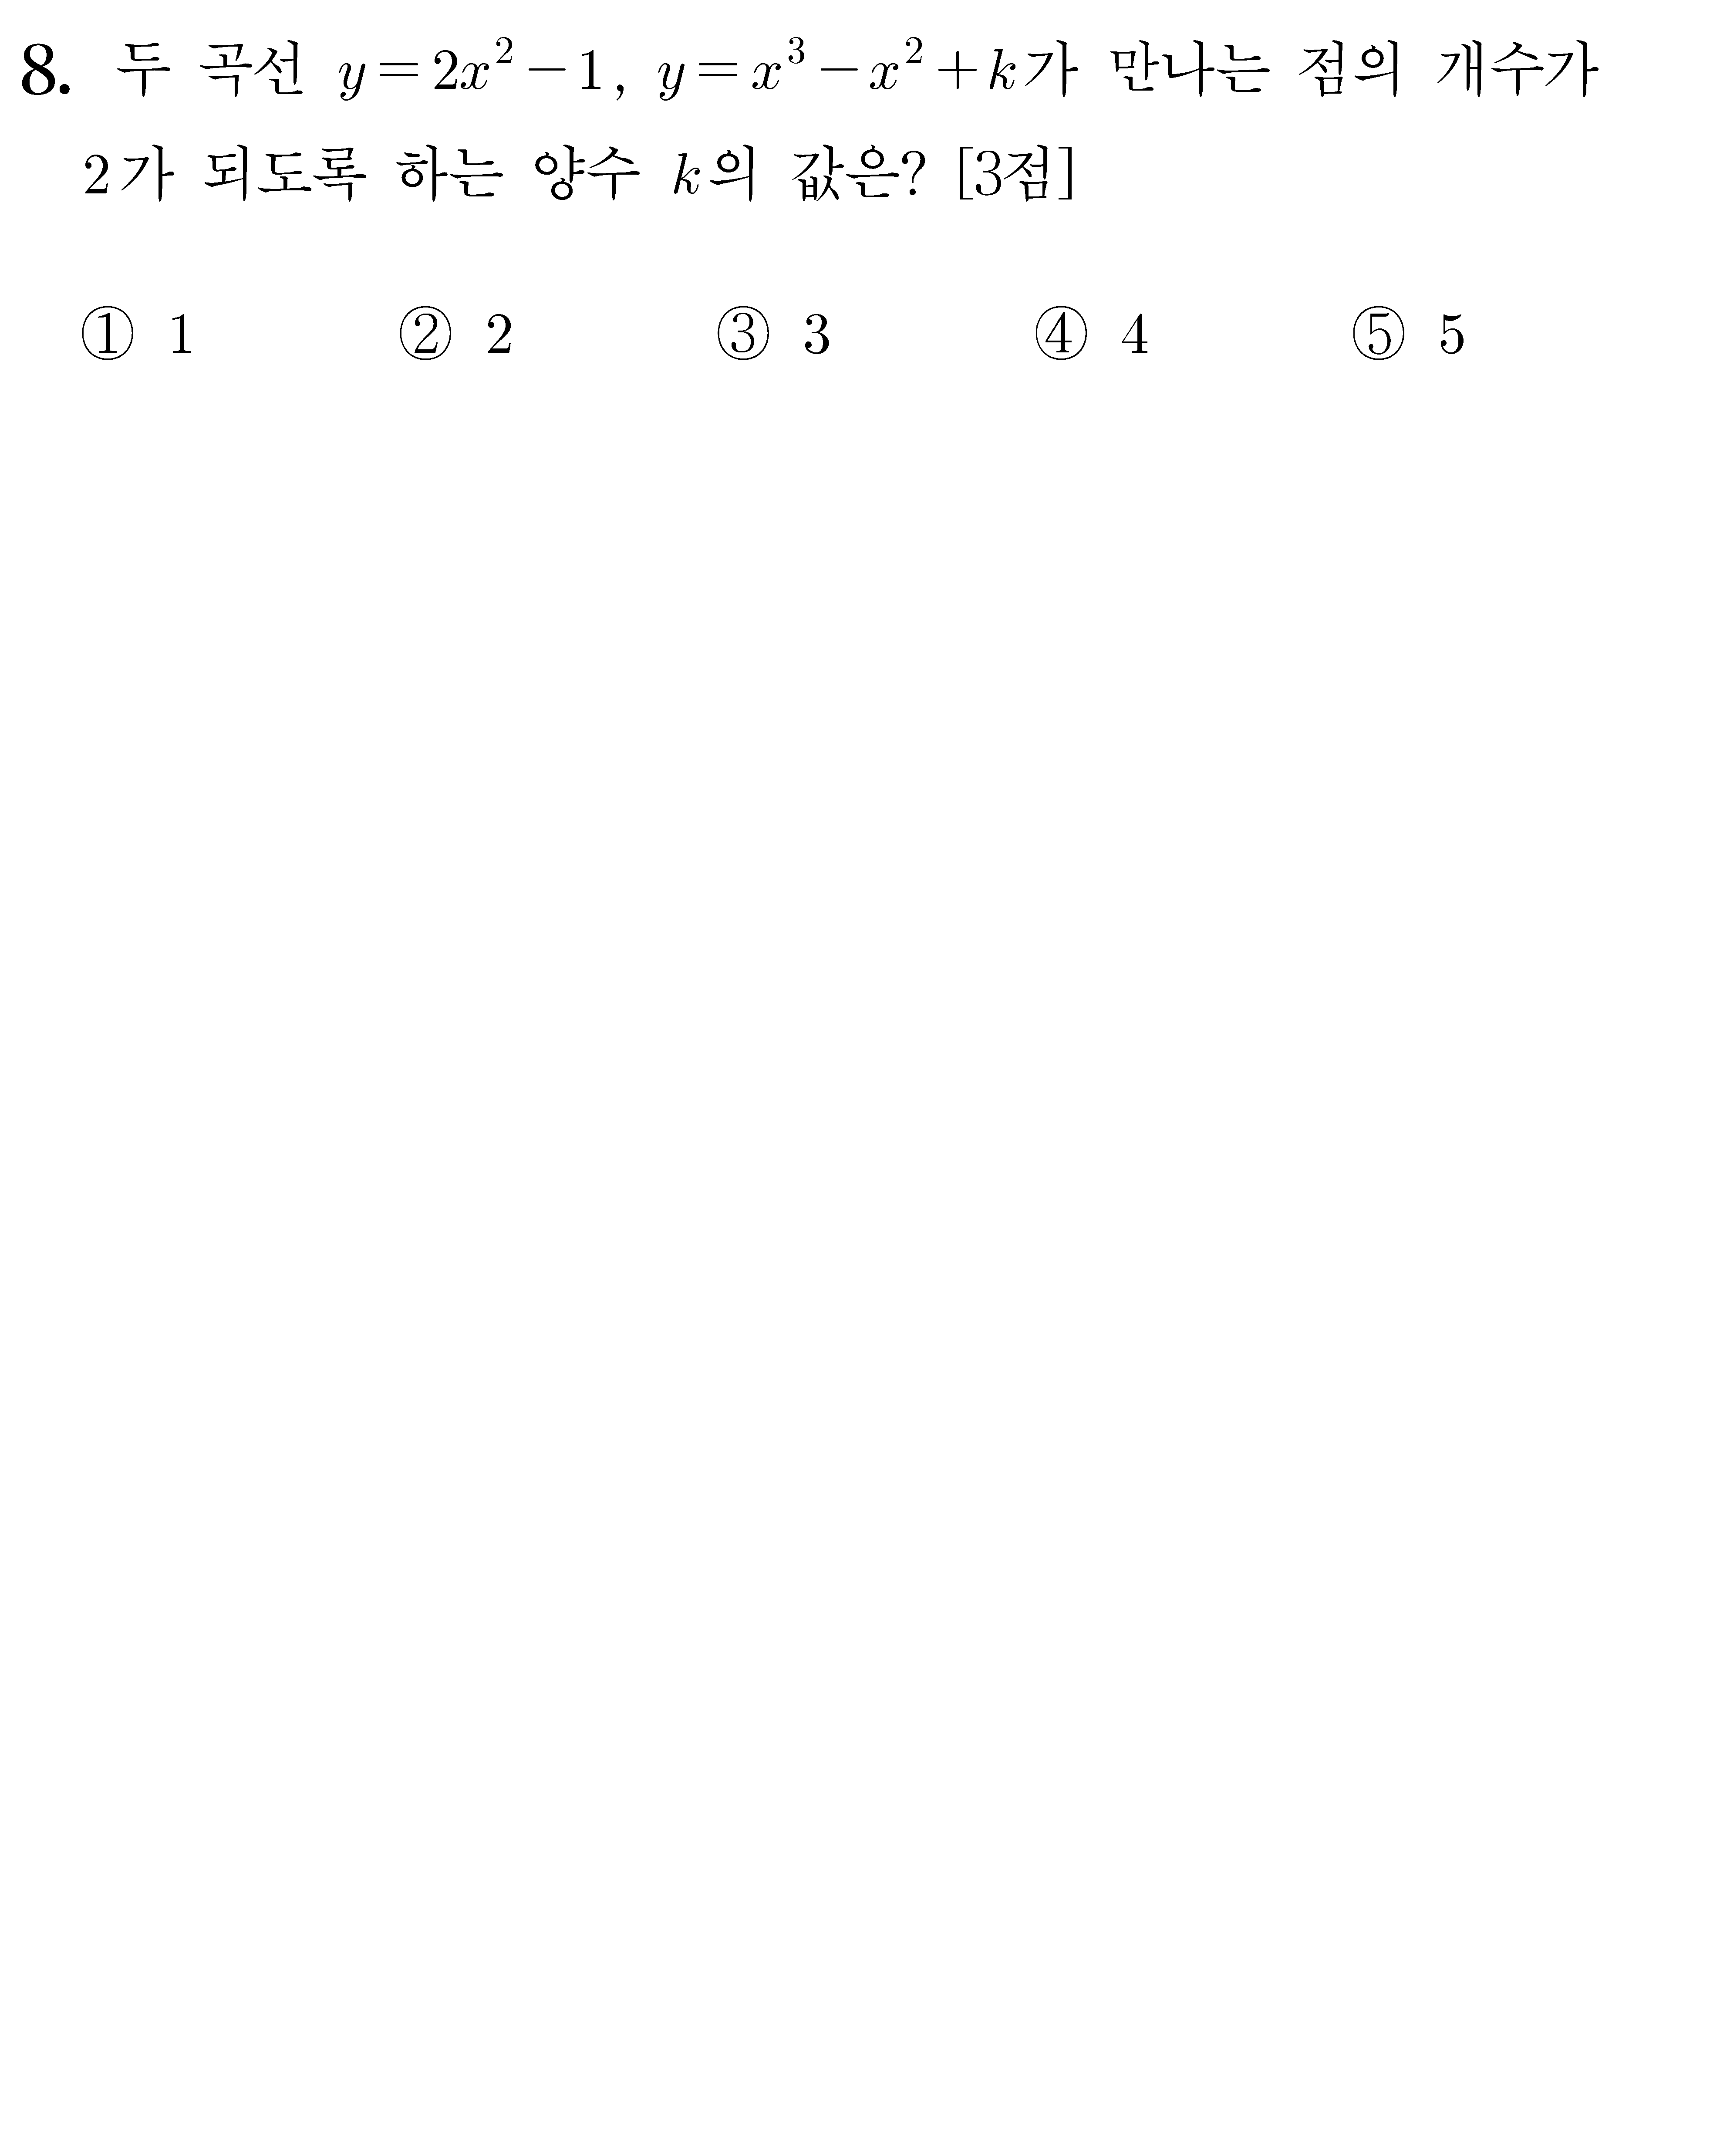 8. 두 곡선 $y=2x^2-1$, $y=x^3-x^2+k$가 만나는 점의 개수가
2가 되도록 하는 양수 $k$의 값은? [3점]
① 1 ② 2 ③ 3 ④ 4 ⑤ 5